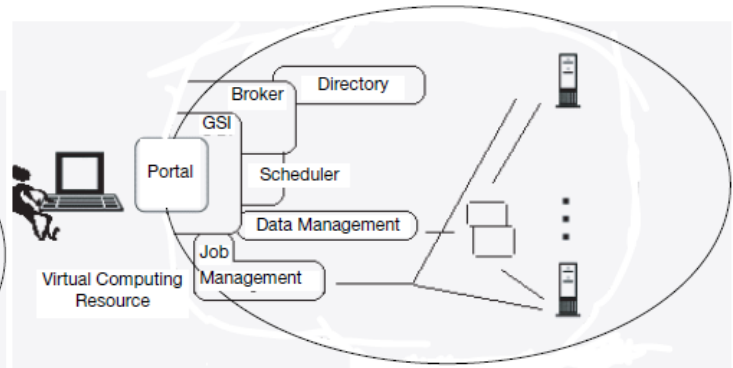 Directory
Broker
GSI
Portal
Scheduler
Data Management
Job
Management
Virtual Computing
Resource